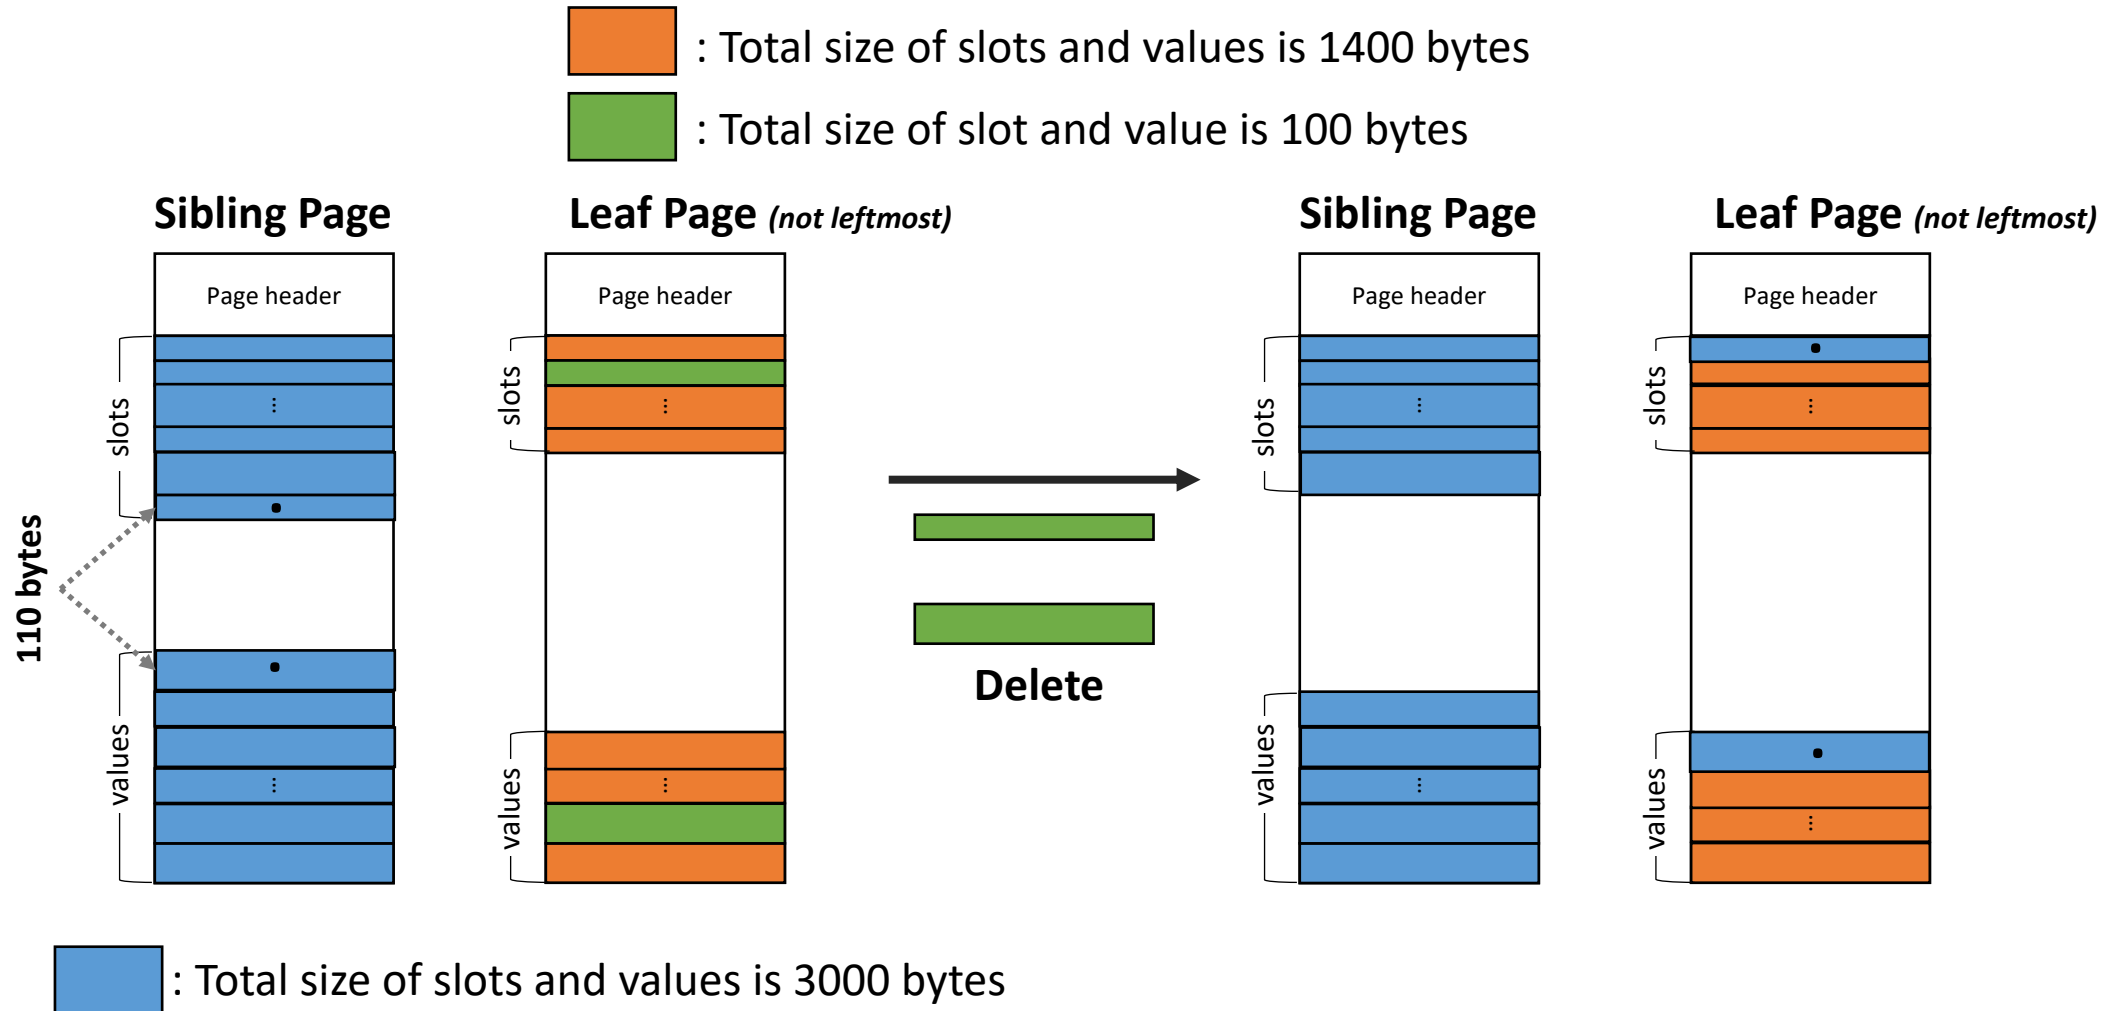 : Total size of slots and values is 1400 bytes
: Total size of slot and value is 100 bytes
Sibling Page
Leaf Page (not leftmost)
Sibling Page
Leaf Page (not leftmost)
Page header
Page header
Page header
Page header
slots
slots
slots
slots
...
...
...
...
110 bytes
Delete
values
values
values
values
...
...
...
...
: Total size of slots and values is 3000 bytes